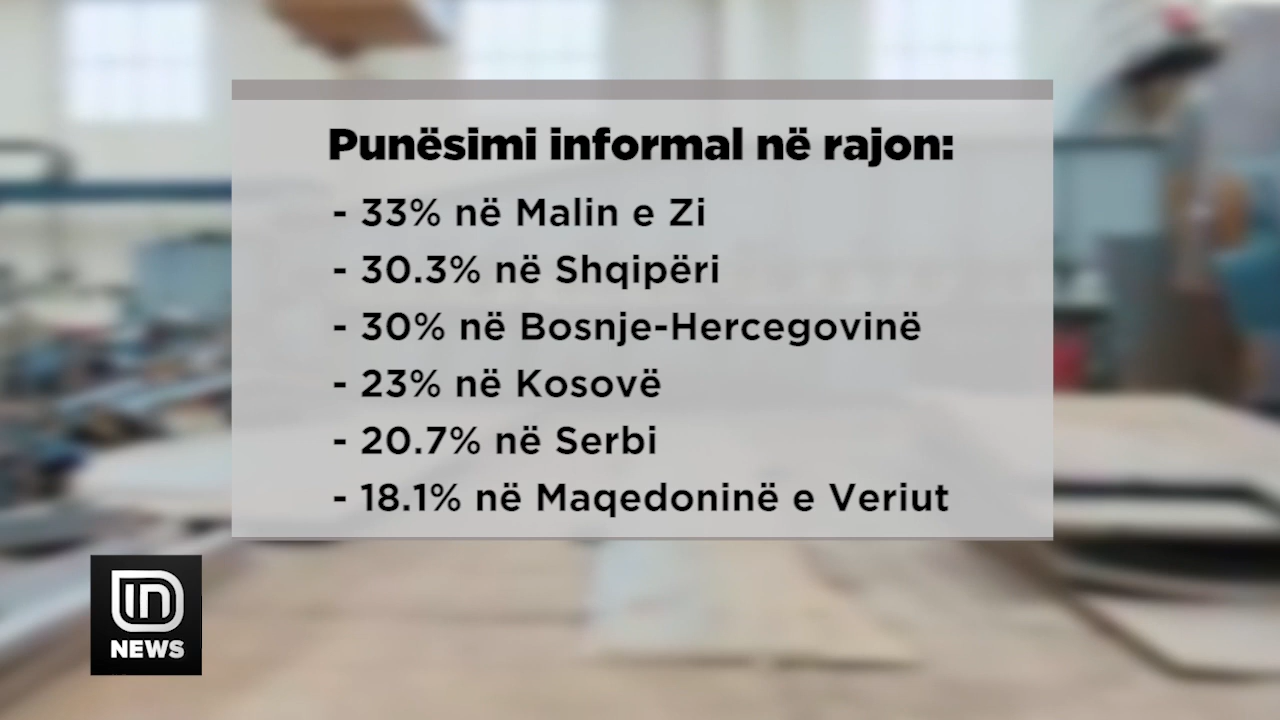 Punësimi informal në rajon:
- 33% në Malin e Zi
- 30.3% në Shqipëri
- 30% në Bosnje-Hercegovinë
- 23% në Kosovë
- 20.7% në Serbi
- 18.1% në Maqedoninë e Veriut
IN
NEWS